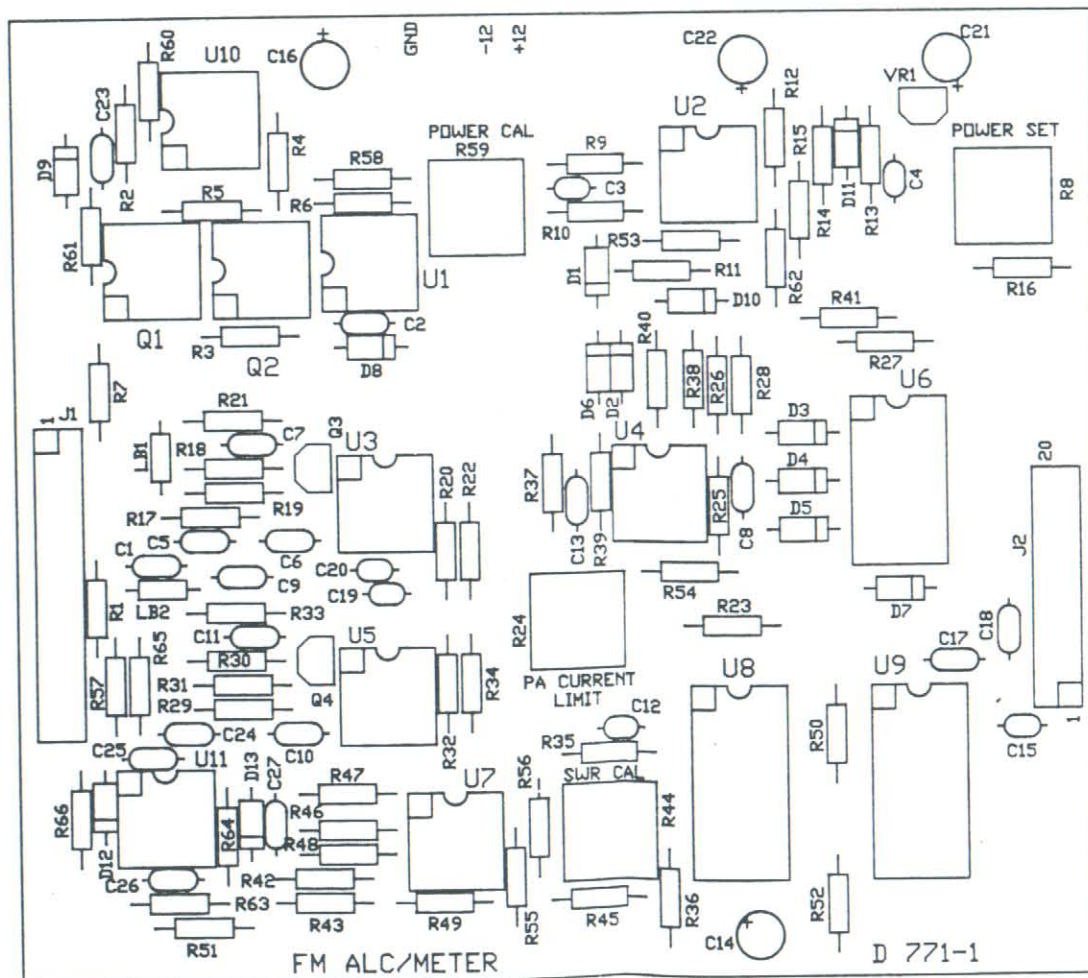 R60
U10
C16
GND
-12
+12
C22
C21
C23
R12
VR1
U2
R15
D9
R2
R4
R58
POWER CAL
R59
R9
POWER SET
R5
R6
C3
R14
D11
R13
C4
R8
R61
R10
R53
U1
D1
R11
R62
R16
Q1
R3
Q2
C2
D8
D10
R41
R40
R27
R7
D6
D2
R38
R26
R28
U6
1
J1
R21
LB1
C7
Q3
U3
U4
D3
R18
R20
R22
R37
D4
20
R19
R25
R17
C13
R39
C8
D5
C5
C6
J2
C1
C9
C20
R54
LB2
C19
D7
R1
R33
R24
R23
C18
C11
U5
R65
R30
C17
R57
R31
R34
PA CURRENT
LIMIT
U8
U9
R29
Q4
C12
1
C24
C10
R32
R50
C15
C25
R35
U11
D13
C27
R47
U7
R56
SWR CAL
R66
R46
R44
D12
R64
R48
C26
R42
R63
R43
R49
R55
R45
R36
R52
R51
C14
FM ALC/METER
D 771-1